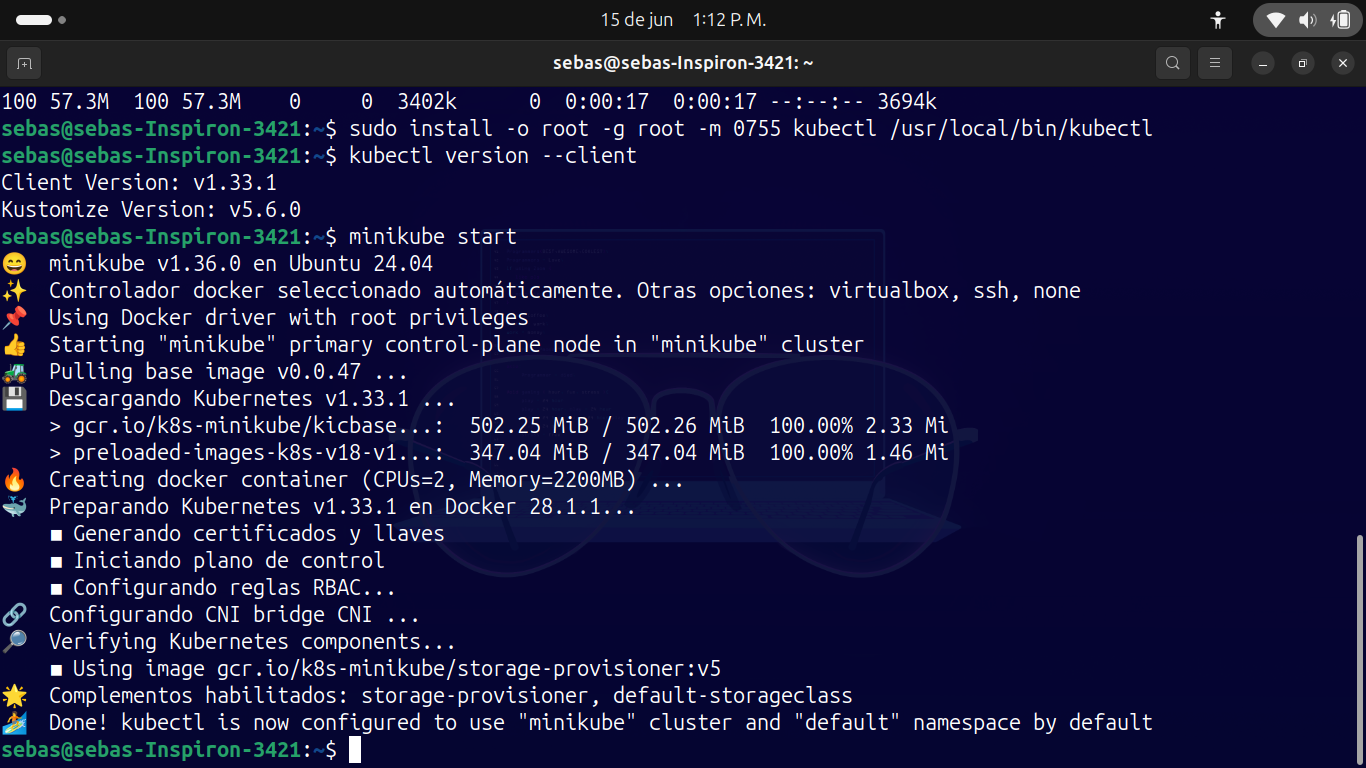 15 de jun 1:12 P. M.
sebas@sebas-Inspiron-3421: ~
100 57.3M 100 57.3M 0 0 3402k 0 0:00:17 0:00:17 --:--:-- 3694k
sebas@sebas-Inspiron-3421:~$ sudo install -o root -g root -m 0755 kubectl /usr/local/bin/kubectl
sebas@sebas-Inspiron-3421:~$ kubectl version --client
Client Version: v1.33.1
Kustomize Version: v5.6.0
sebas@sebas-Inspiron-3421:~$ minikube start
😄 minikube v1.36.0 en Ubuntu 24.04
✨ Controlador docker seleccionado automáticamente. Otras opciones: virtualbox, ssh, none
📌 Using Docker driver with root privileges
👍 Starting "minikube" primary control-plane node in "minikube" cluster
🚜 Pulling base image v0.0.47 ...
💾 Descargando Kubernetes v1.33.1 ...
> gcr.io/k8s-minikube/kicbase...: 502.25 MiB / 502.26 MiB 100.00% 2.33 Mi
> preloaded-images-k8s-v18-v1...: 347.04 MiB / 347.04 MiB 100.00% 1.46 Mi
🔥 Creating docker container (CPUs=2, Memory=2200MB) ...
🐳 Preparando Kubernetes v1.33.1 en Docker 28.1.1...
▪ Generando certificados y llaves
▪ Iniciando plano de control
▪ Configurando reglas RBAC...
🔗 Configurando CNI bridge CNI ...
🔎 Verifying Kubernetes components...
▪ Using image gcr.io/k8s-minikube/storage-provisioner:v5
🌟 Complementos habilitados: storage-provisioner, default-storageclass
🏄 Done! kubectl is now configured to use "minikube" cluster and "default" namespace by default
sebas@sebas-Inspiron-3421:~$